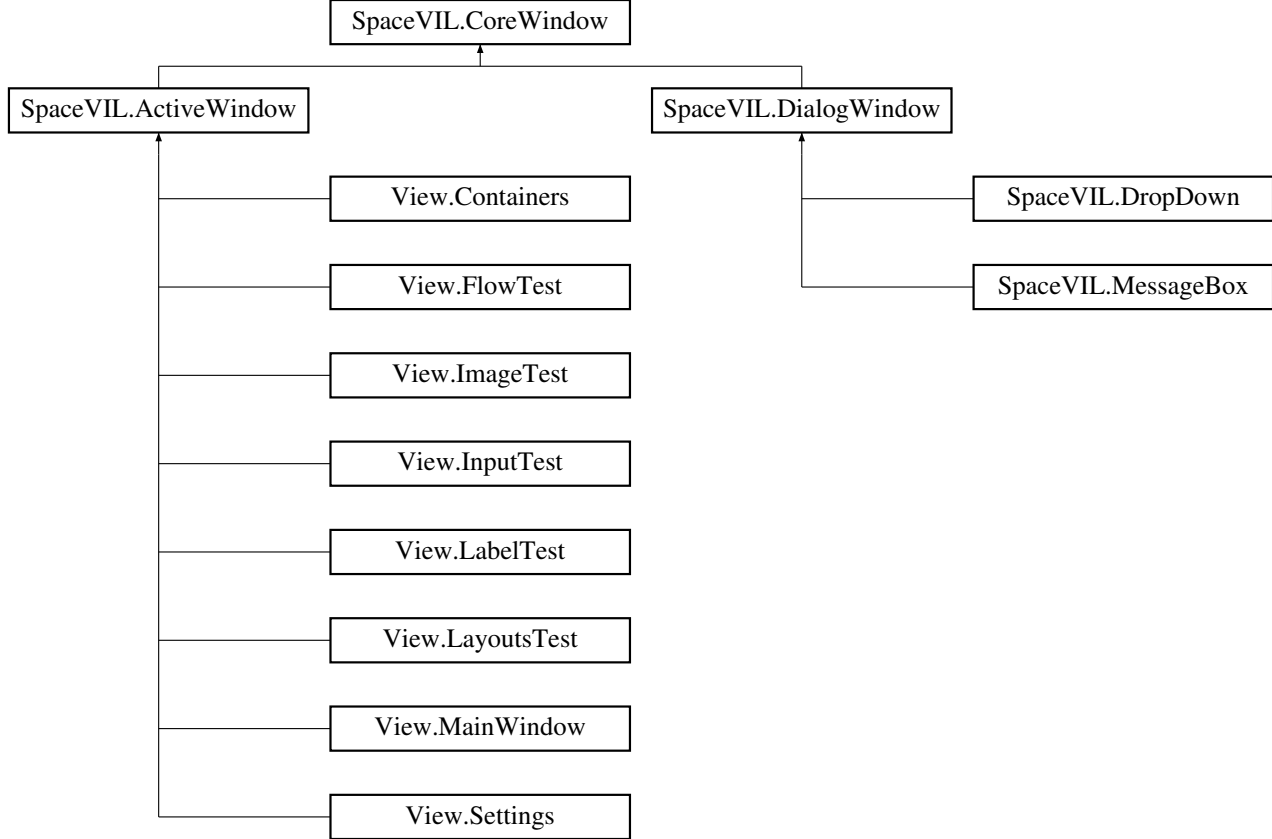 SpaceVIL.CoreWindow
SpaceVIL.ActiveWindow
SpaceVIL.DialogWindow
View.Containers
SpaceVIL.DropDown
View.FlowTest
SpaceVIL.MessageBox
View.ImageTest
View.InputTest
View.LabelTest
View.LayoutsTest
View.MainWindow
View.Settings